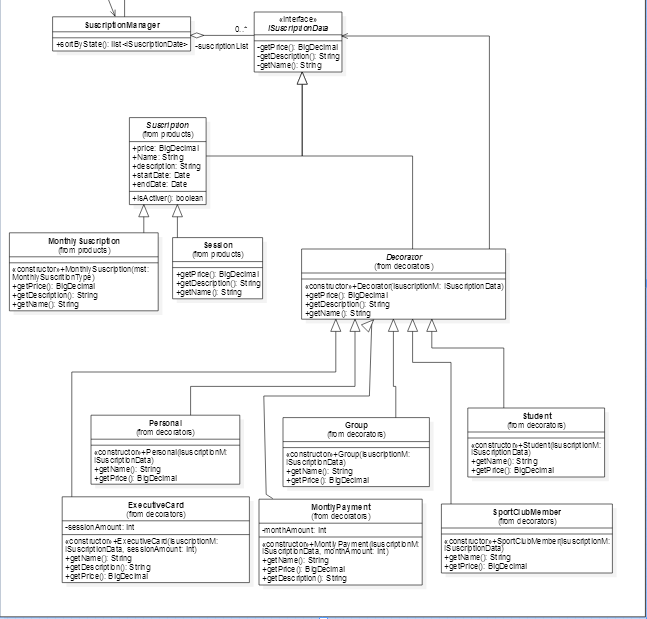 SuscriptionManager
+sortByState(): list<ISuscriptionDate>
0..*
-suscriptionList
«interface»
ISuscriptionData
-getPrice(): BigDecimal
-getDescription(): String
-getName(): String
Suscription
(from products)
+price: BigDecimal
+Name: String
+description: String
+startDate: Date
+endDate: Date
+isActiver(): boolean
Monthly Suscription
(from products)
«constructor»+MonthlySuscription(mst:
MonthlySuscritionType)
+getPrice(): BigDecimal
+getDescription(): String
+getName(): String
Session
(from products)
+getPrice(): BigDecimal
+getDescription(): String
+getName(): String
Decorator
(from decorators)
«constructor»+Decorator(isuscriptionM: ISuscriptionData)
+getPrice(): BigDecimal
+getDescription(): String
+getName(): String
Personal
(from decorators)
«constructor»+Personal(isuscriptionM:
ISuscriptionData)
+getName(): String
+getPrice(): BigDecimal
Group
(from decorators)
«constructor»+Group(isuscriptionM:
ISuscriptionData)
+getName(): String
+getPrice(): BigDecimal
Student
(from decorators)
«constructor»+Student(isuscriptionM:
ISuscriptionData)
+getName(): String
+getPrice(): BigDecimal
ExecutiveCard
(from decorators)
-sessionAmount: int
«constructor»+ExecutiveCard(isuscriptionM:
ISuscriptionData, sessionAmount: int)
+getName(): String
+getDescription(): String
+getPrice(): BigDecimal
MontlyPayment
(from decorators)
-monthAmount: int
«constructor»+MontlyPayment(isuscriptionM:
ISuscriptionData, monthAmount: int)
+getName(): String
+getPrice(): BigDecimal
+getDescription(): String
SportClubMember
(from decorators)
«constructor»+SportClubMember(isuscriptionM:
ISuscriptionData)
+getName(): String
+getPrice(): BigDecimal